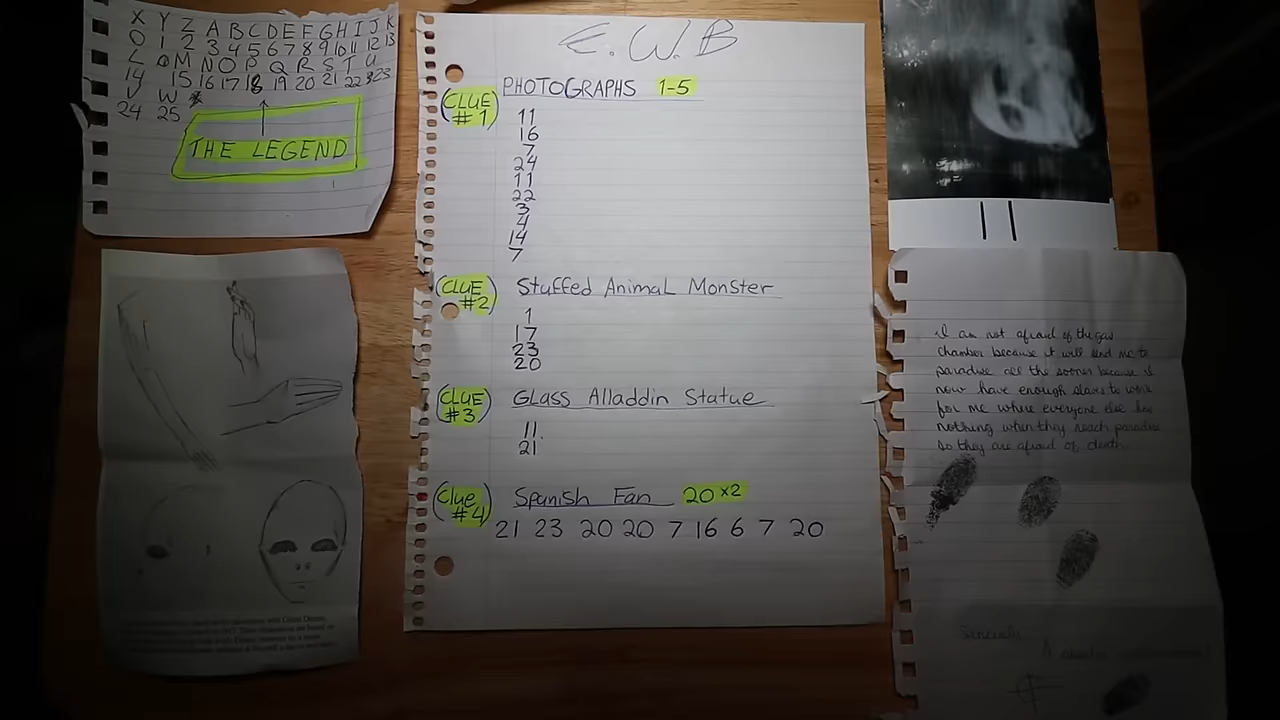 X Y Z A B C D E F G H I J K
0 1 2 3 4 5 6 7 8 9 10 11 12 13
L M N O P Q R S T U
14 15 16 17 18 19 20 21 22 23
V W
24 25
THE LEGEND
E.W.B
PHOTOGRAPHS 1-5
(CLUE #1)
11
16
7
24
11
22
3
4
14
7
(CLUE #2)
Stuffed Animal Monster
1
17
23
20
(CLUE #3)
Glass Alladdin Statue
11
21
(Clue #4)
Spanish Fan 20 x2
21 23 20 20 7 16 6 7 20
11
I am not afraid of the gas
chamber because it will send me to
paradise all the sooner because I
now have enough slaves to work
for me where everyone else has
nothing when they reach paradise
so they are afraid of death
Sincerely
A